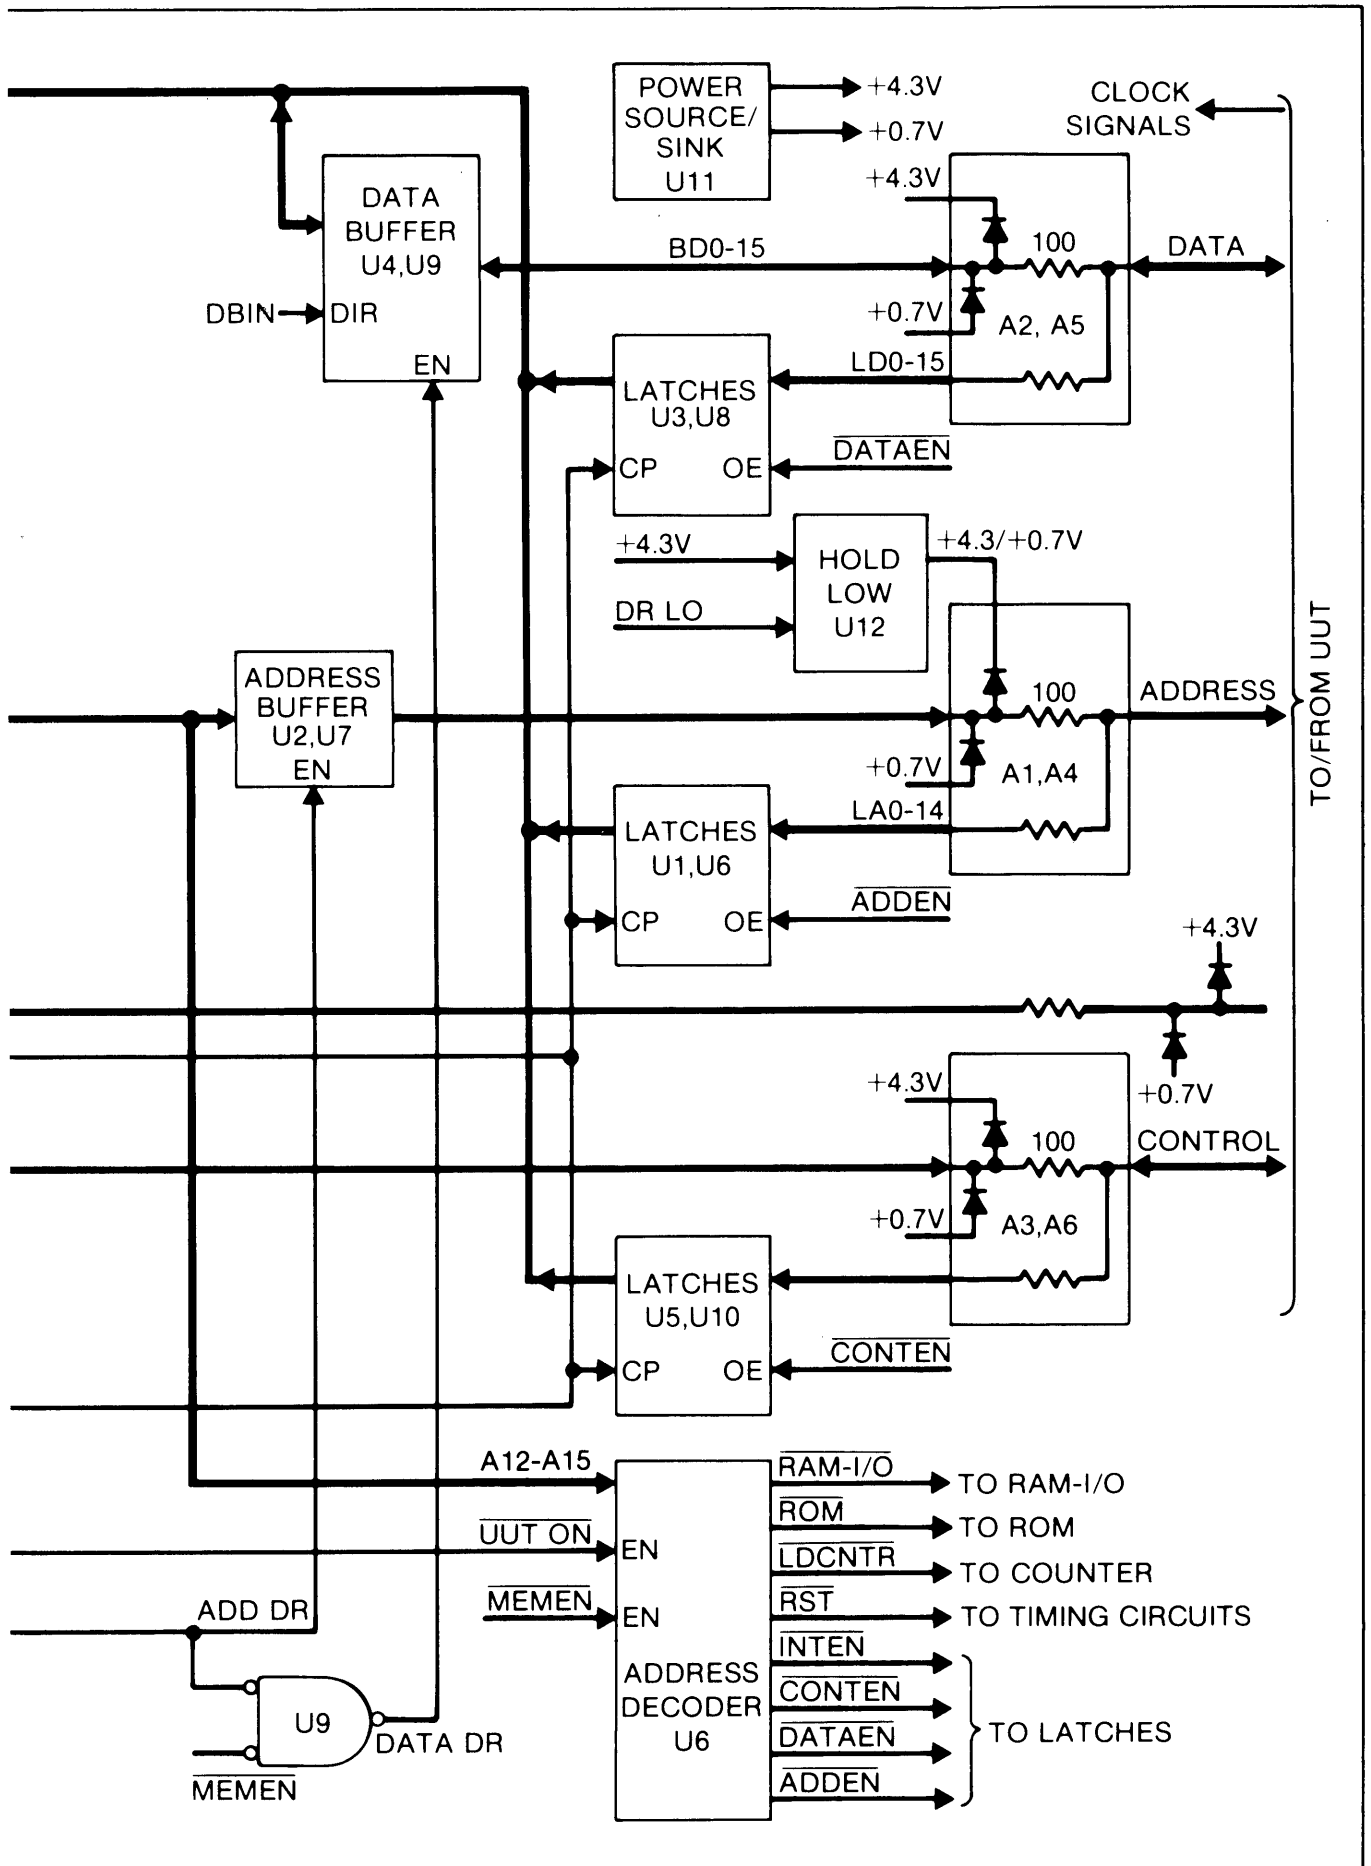 POWER
SOURCE/
SINK
U11
+4.3V
+0.7V
CLOCK
SIGNALS
DATA
BUFFER
U4,U9
DBIN
DIR
EN
BD0-15
+4.3V
100
+0.7V
A2, A5
DATA
LD0-15
LATCHES
U3,U8
CP
OE
DATAEN
+4.3V
DR LO
HOLD
LOW
U12
+4.3/+0.7V
TO/FROM UUT
ADDRESS
BUFFER
U2,U7
EN
100
+0.7V
A1,A4
ADDRESS
LA0-14
LATCHES
U1,U6
CP
OE
ADDEN
+4.3V
+0.7V
+4.3V
100
+0.7V
A3,A6
CONTROL
LATCHES
U5,U10
CP
OE
CONTEN
A12-A15
UUT ON
EN
MEMEN
EN
ADDRESS
DECODER
U6
RAM-I/O
TO RAM-I/O
ROM
TO ROM
LDCNTR
TO COUNTER
RST
TO TIMING CIRCUITS
INTEN
CONTEN
DATAEN
ADDEN
TO LATCHES
ADD DR
U9
DATA DR
MEMEN